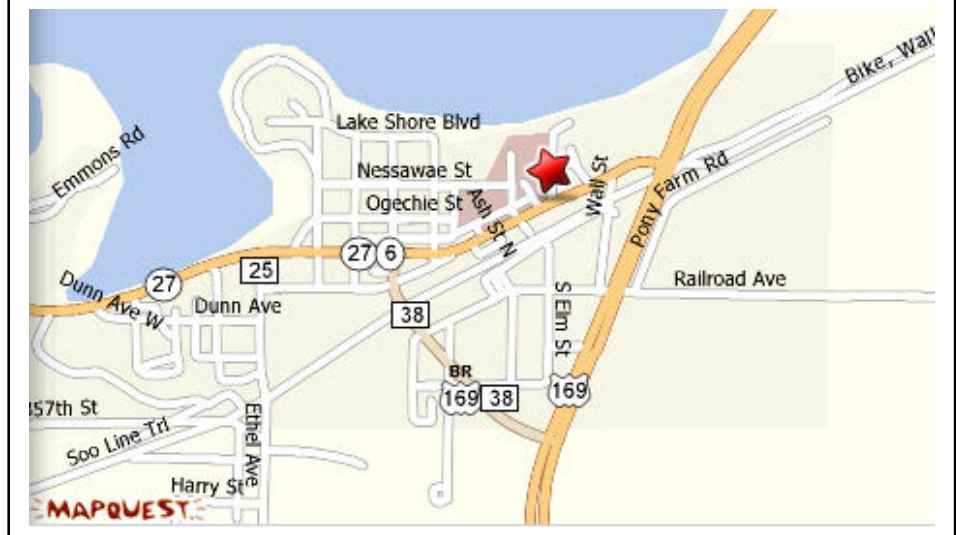 Bike, Wall
Lake Shore Blvd
Emmons Rd
Nessawae St
Wall St
Pony Farm Rd
Ogechie St
Ash St N
27
6
25
27
Railroad Ave
Dunn Ave W
Dunn Ave
38
S Elm St
BR
169
38
169
357th St
Soo Line Trl
Ethel Ave
Harry St
MAPQUEST